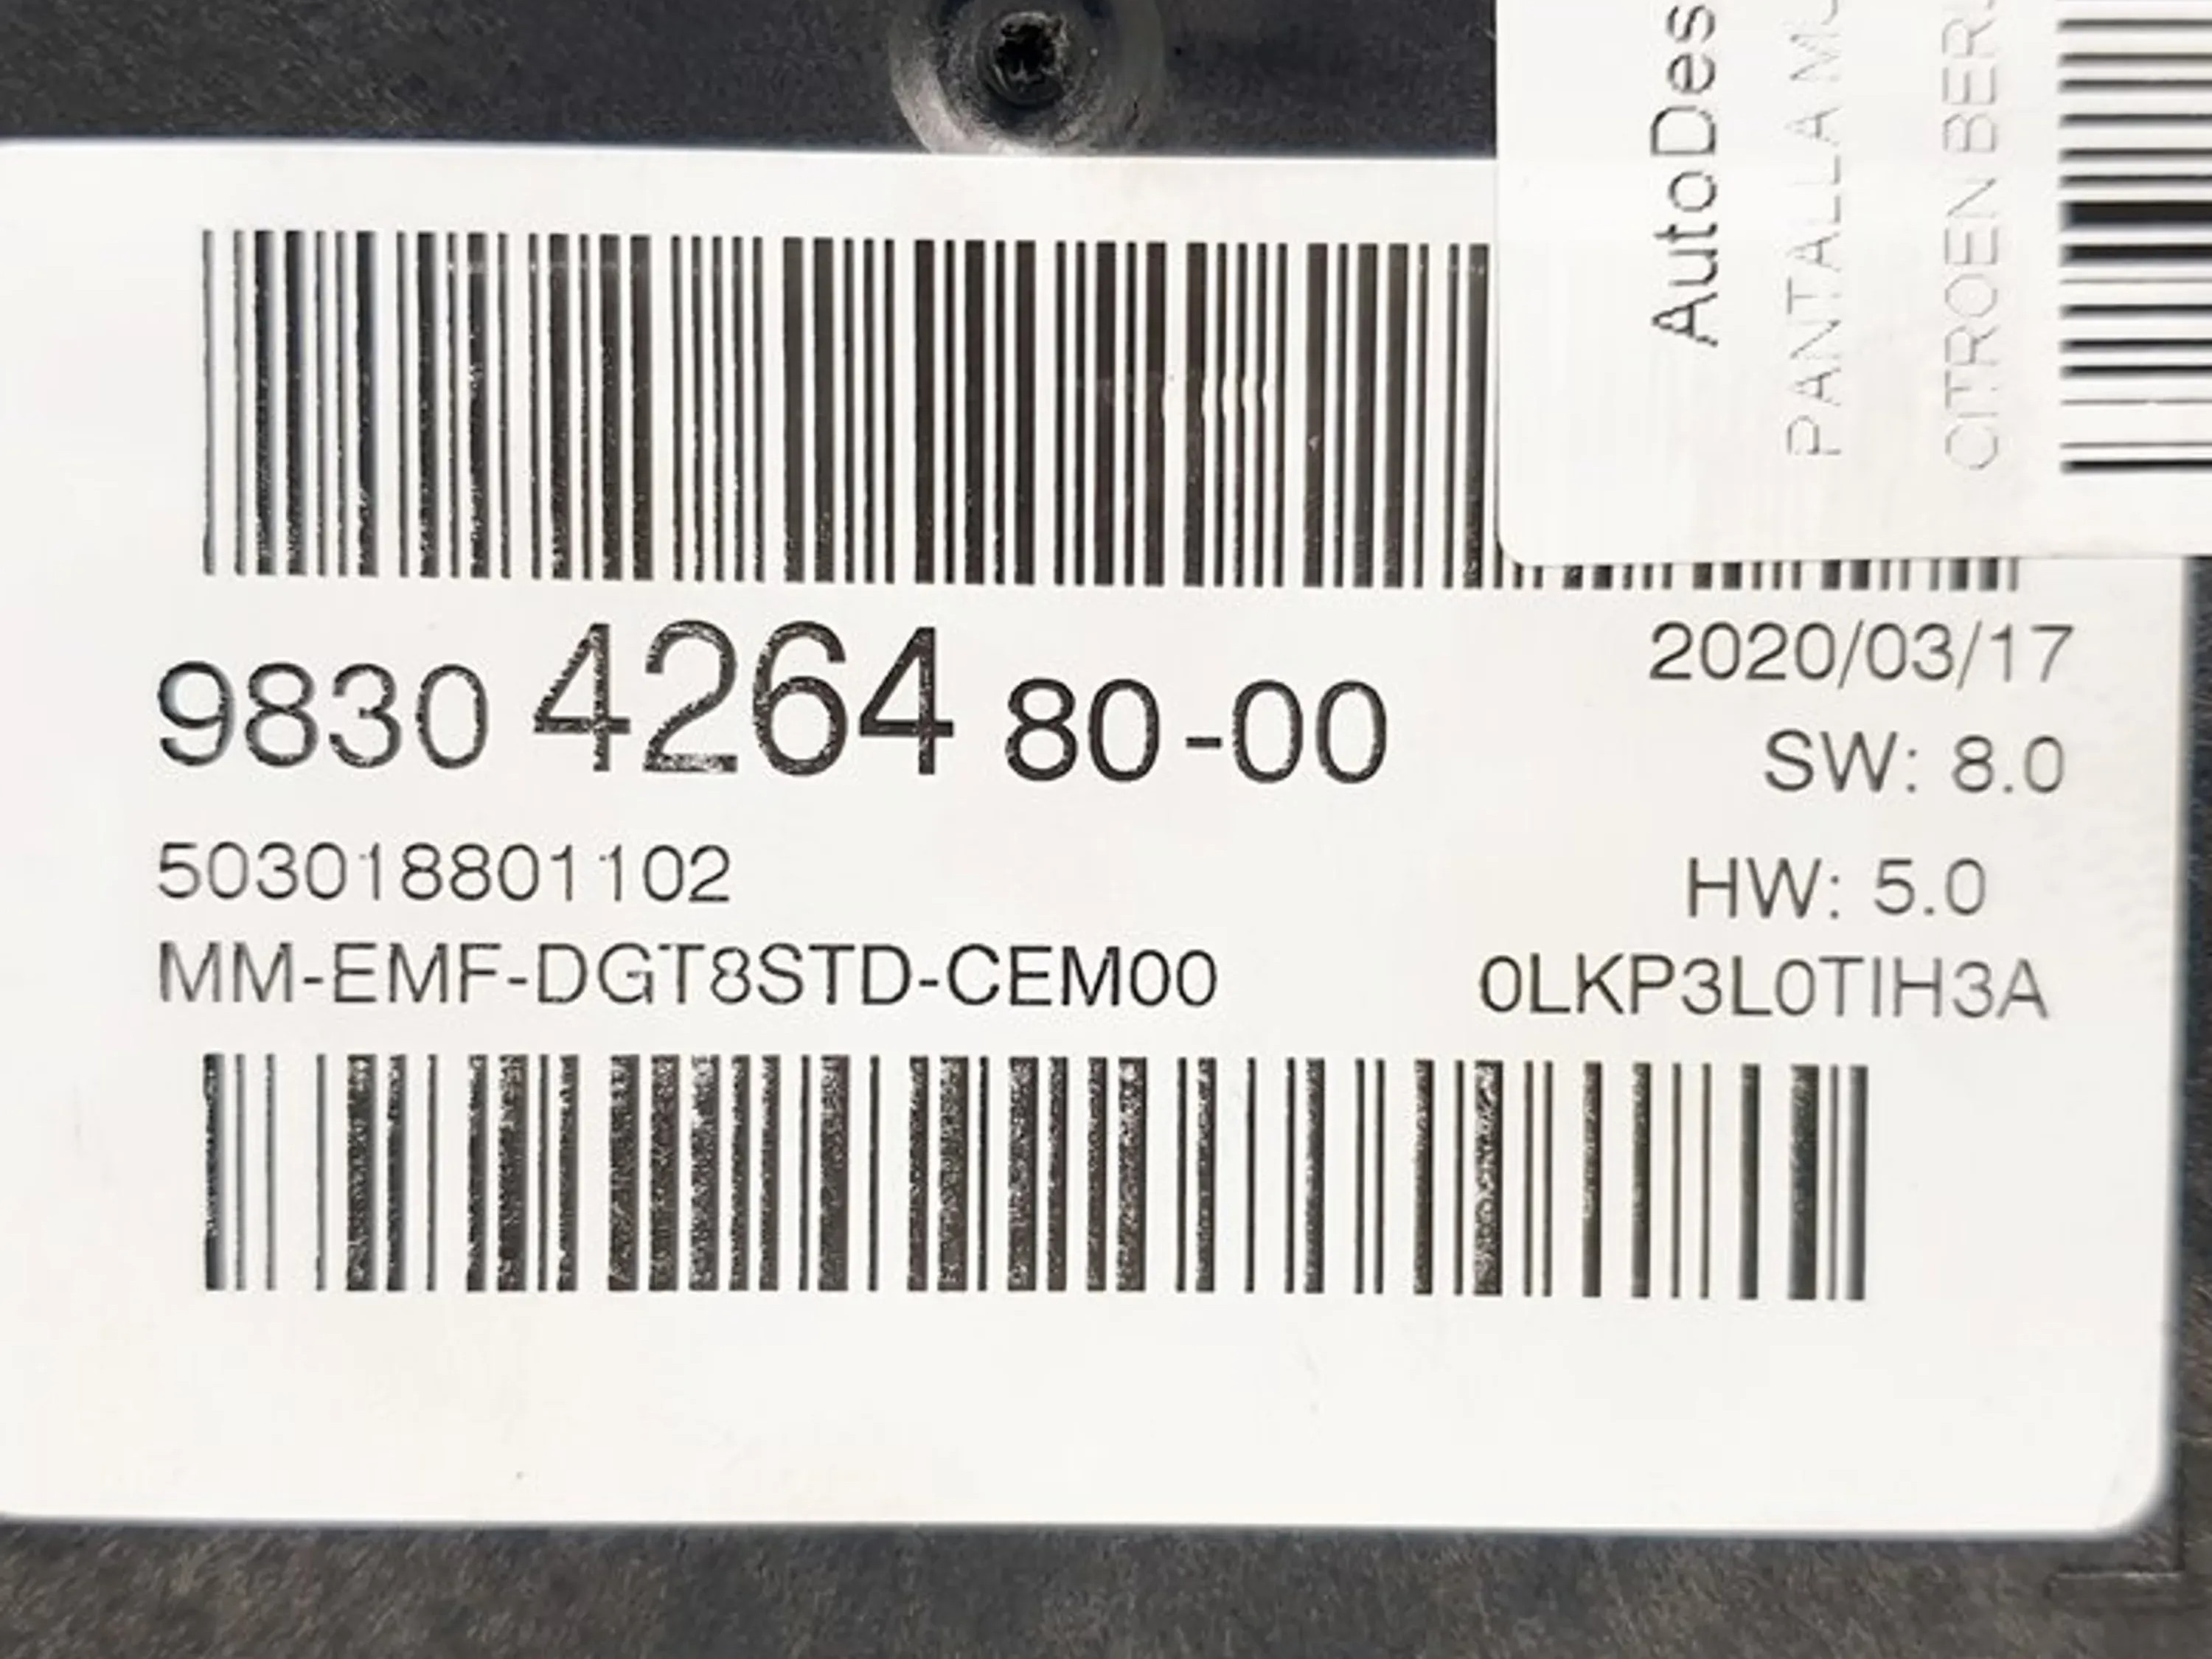 9830 4264 80-00
2020/03/17
SW: 8.0
503018801102
HW: 5.0
MM-EMF-DGT8STD-CEM00
0LKP3L0TIH3A
AutoDes
PANTALLA
CITROEN